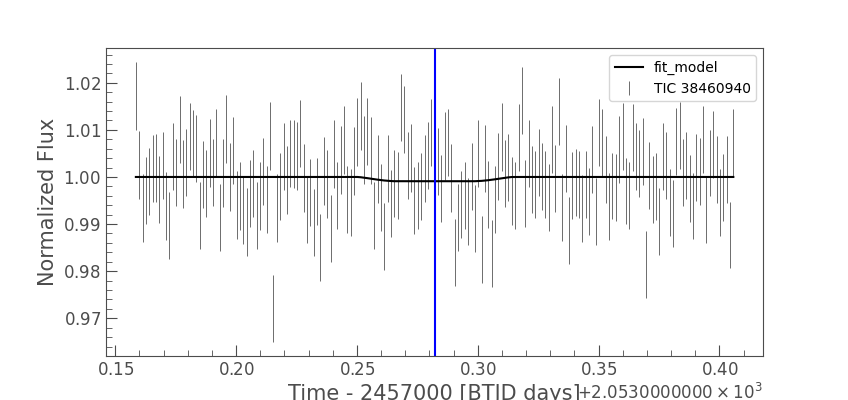 fit_model
TIC 38460940
1.02
1.01
1.00
0.99
0.98
0.97
Normalized Flux
0.15 0.20 0.25 0.30 0.35 0.40
Time - 2457000 [BTJD days]
+2.0530000000 × 10³